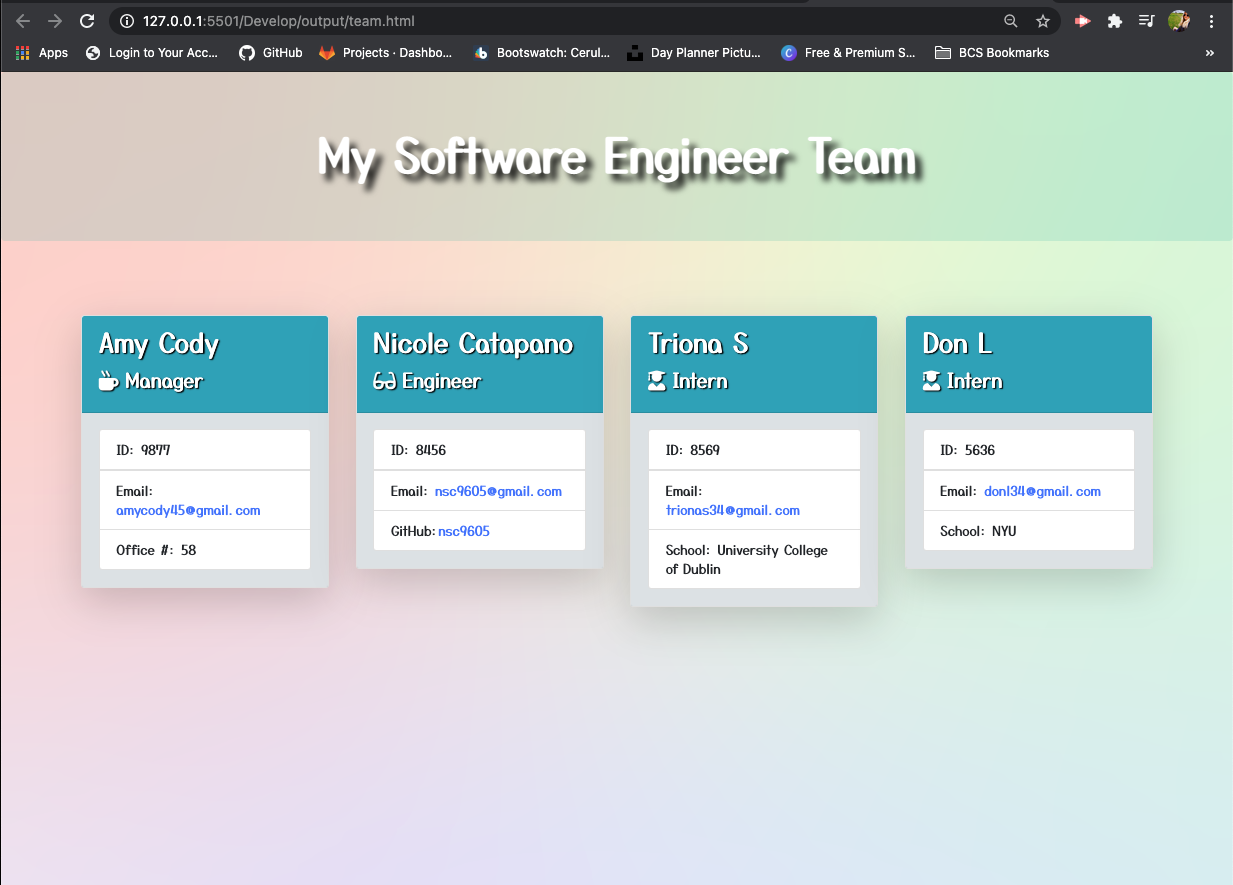 127.0.0.1:5501/Develop/output/team.html
Apps Login to Your Acc... GitHub Projects · Dashbo... Bootswatch: Cerul... Day Planner Pictu... Free & Premium S... BCS Bookmarks »
My Software Engineer Team
Amy Cody
Manager
ID: 9877
Email:
amycody45@gmail.com
Office #: 58
Nicole Catapano
Engineer
ID: 8456
Email: nsc9605@gmail.com
GitHub: nsc9605
Triona S
Intern
ID: 8569
Email:
trionas34@gmail.com
School: University College
of Dublin
Don L
Intern
ID: 5636
Email: donl34@gmail.com
School: NYU